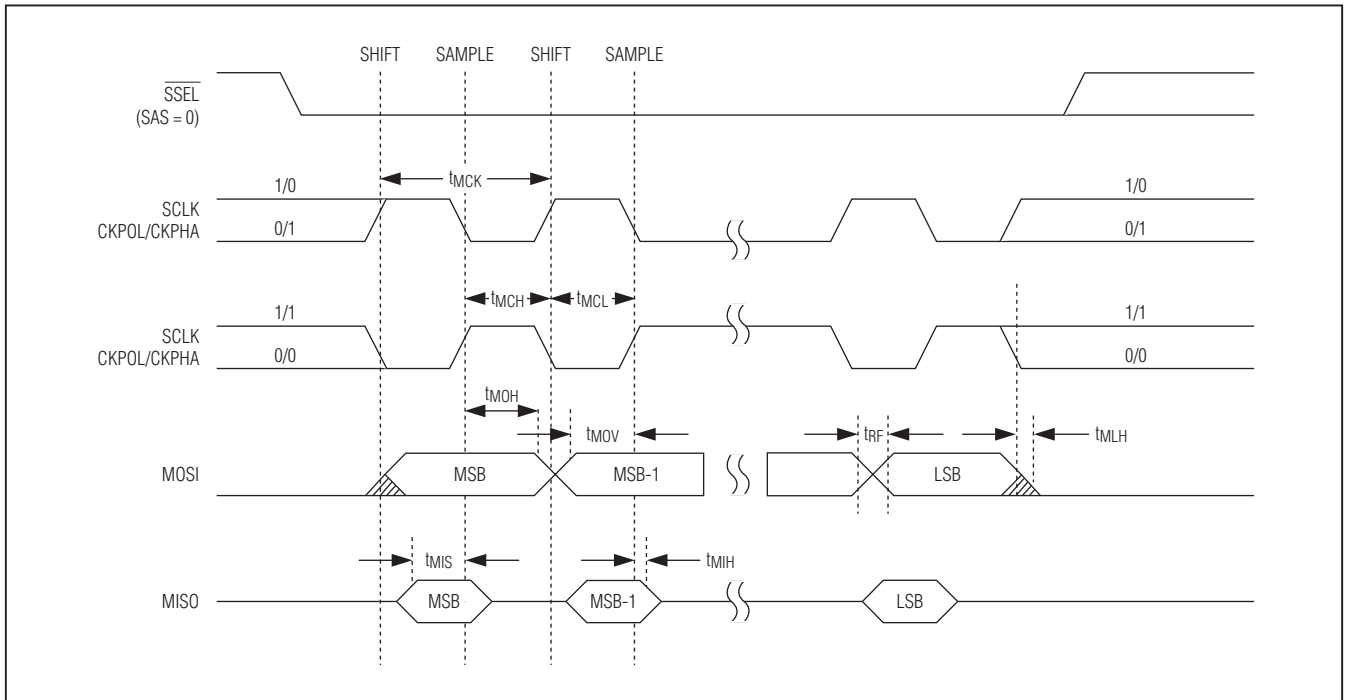 SHIFT SAMPLE SHIFT SAMPLE
SSEL
(SAS = 0)
tMCK
1/0 1/0
SCLK
CKPOL/CKPHA 0/1 0/1
tMCH tMCL
1/1 1/1
SCLK
CKPOL/CKPHA 0/0 0/0
tMOH
tMOV tRF tMLH
MOSI MSB MSB-1 LSB
tMIS tMIH
MISO MSB MSB-1 LSB